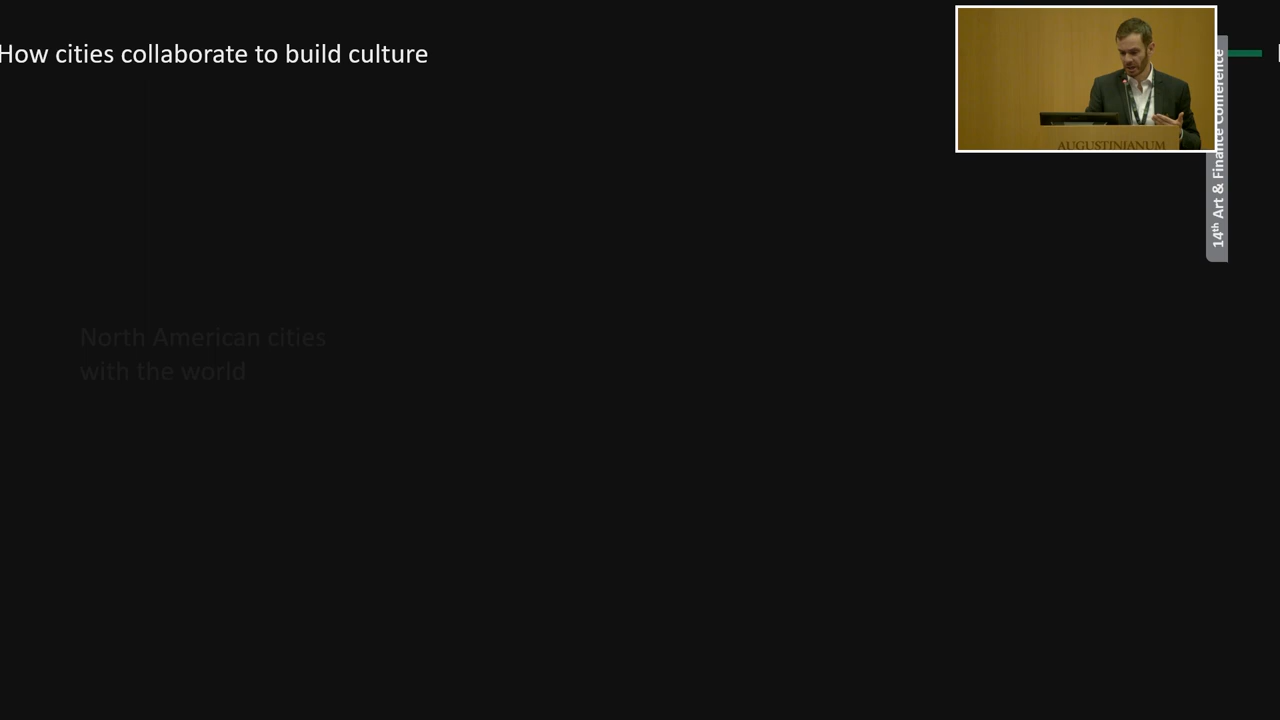 How cities collaborate to build culture
AUGUSTINIANUM
14th Art & Finance Conference
North American cities
with the world